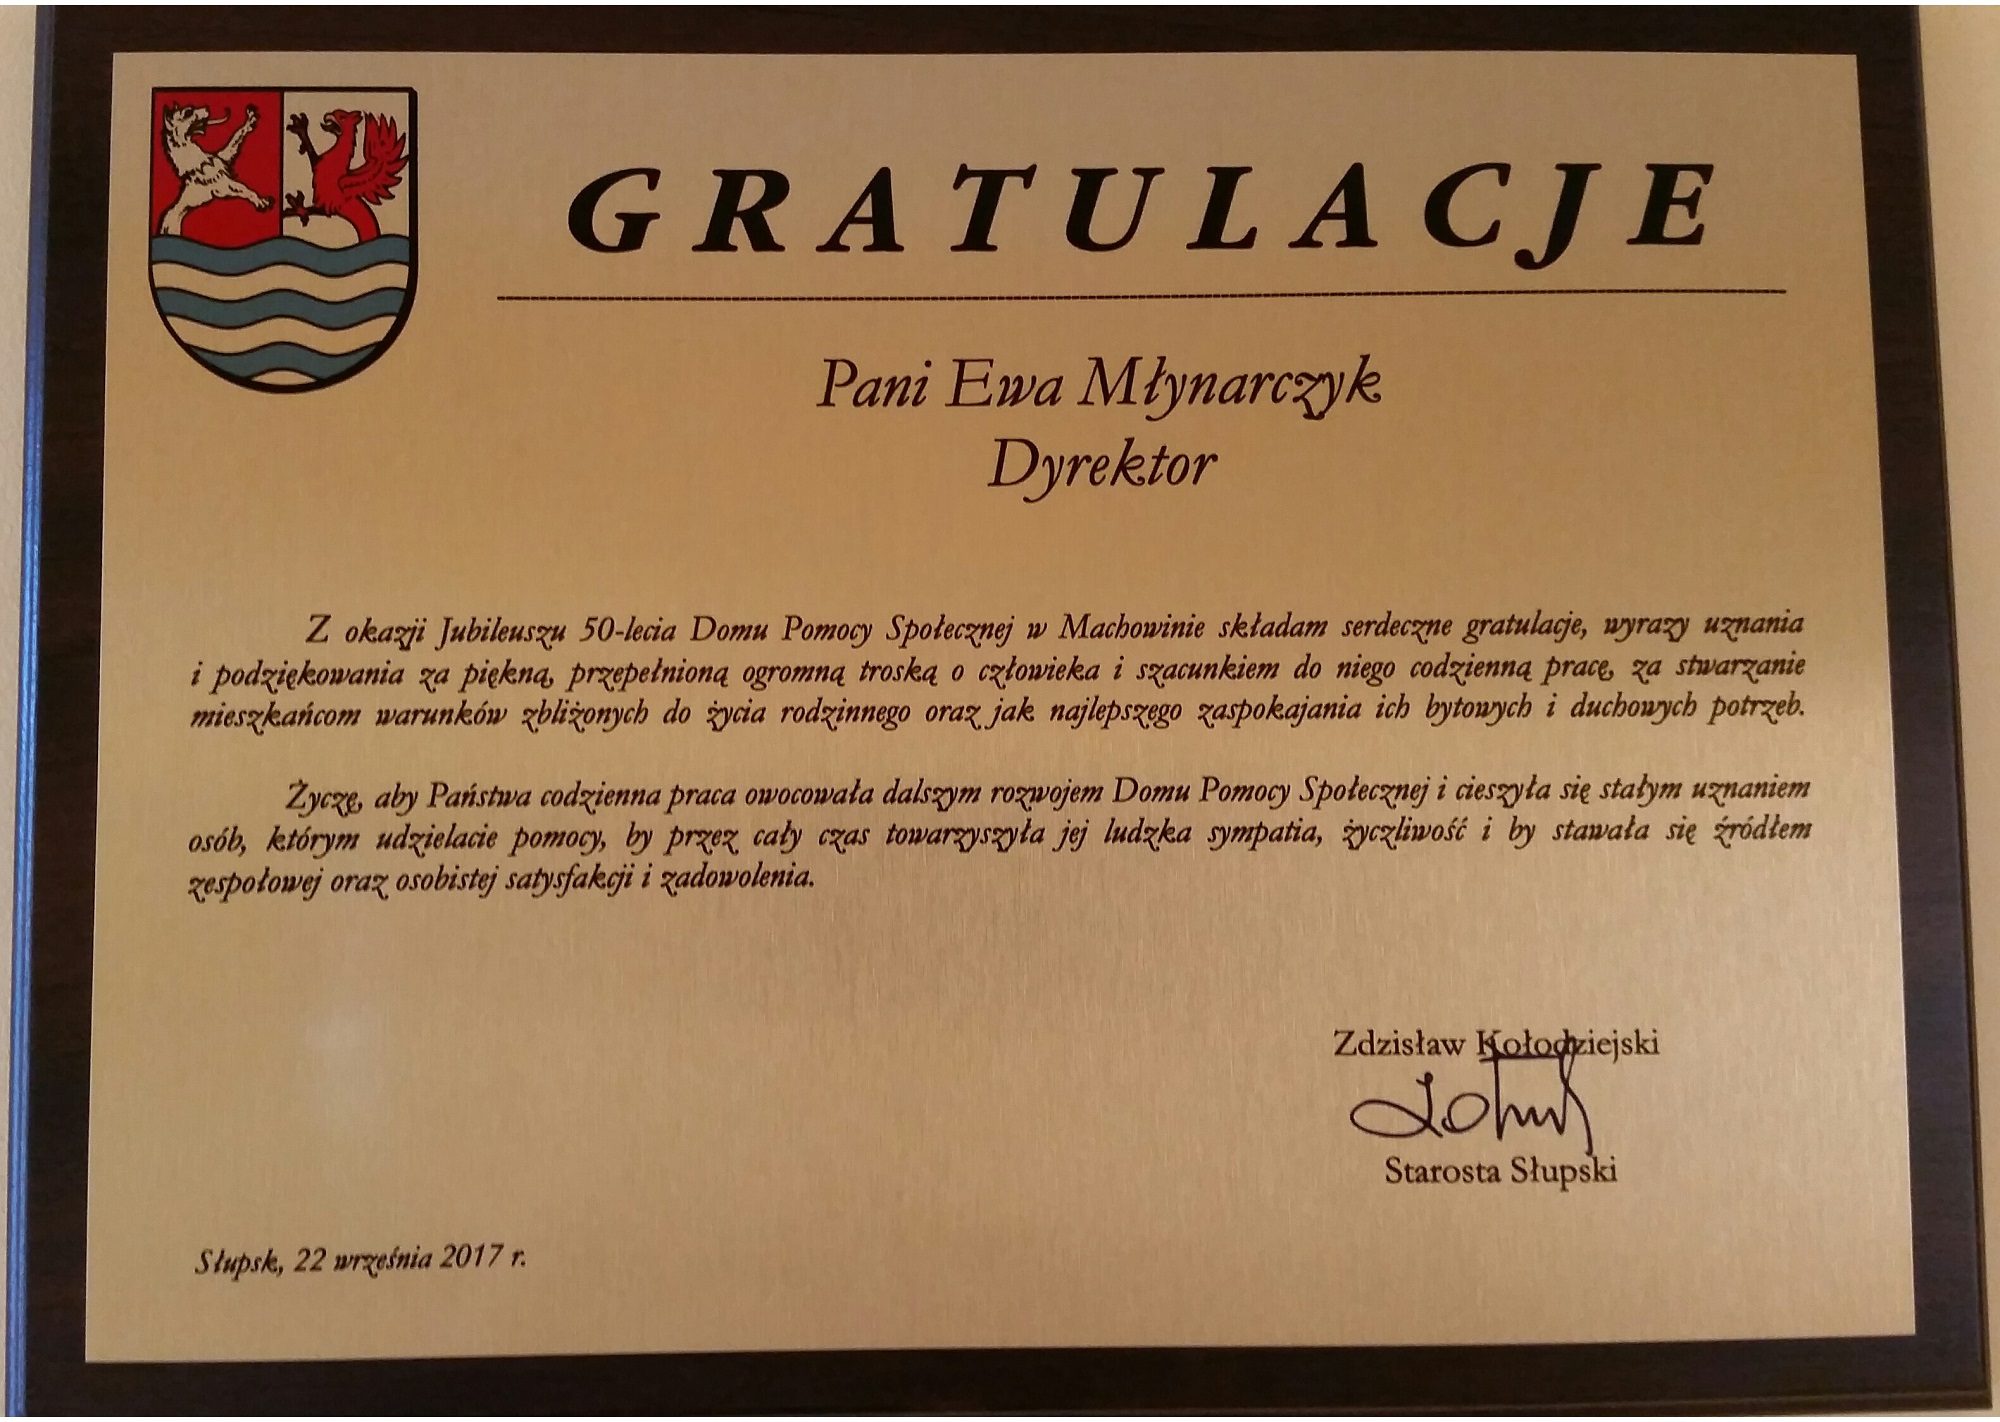 GRATULACJE
Pani Ewa Młynarczyk
Dyrektor
Z okazji Jubileuszu 50-lecia Domu Pomocy Społecznej w Machowinie składam serdeczne gratulacje, wyrazy uznania
i podziękowania za piękną, przepełnioną ogromną troską o człowieka i szacunkiem do niego codzienną pracę, za stwarzanie
mieszkańcom warunków zbliżonych do życia rodzinnego oraz jak najlepszego zaspokajania ich bytowych i duchowych potrzeb.
Życzę, aby Państwa codzienna praca owocowała dalszym rozwojem Domu Pomocy Społecznej i cieszyła się stałym uznaniem
osób, którym udzielacie pomocy, by przez cały czas towarzyszyła jej ludzka sympatia, życzliwość i by stawała się źródłem
zespołowej oraz osobistej satysfakcji i zadowolenia.
Zdzisław Kołodziejski
Starosta Słupski
Słupsk, 22 września 2017 r.